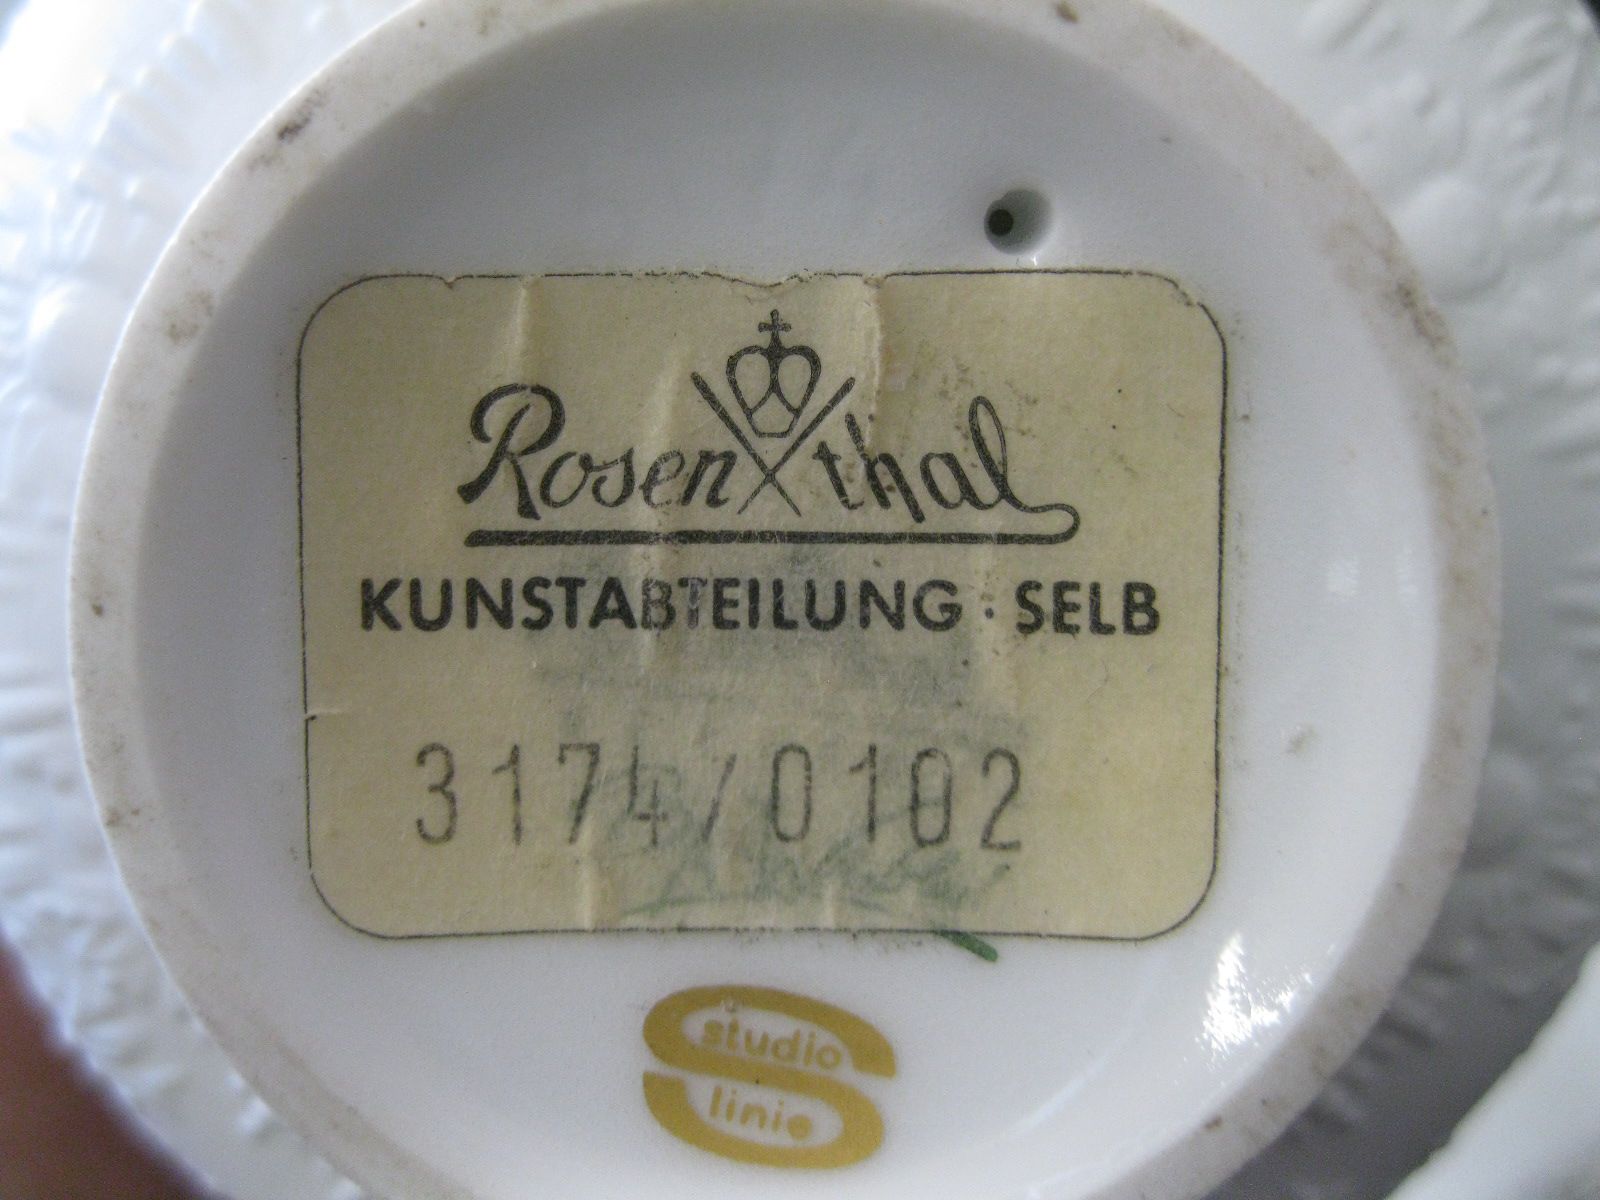 Rosenthal
KUNSTABTEILUNG · SELB
3174/0102
studio
linie